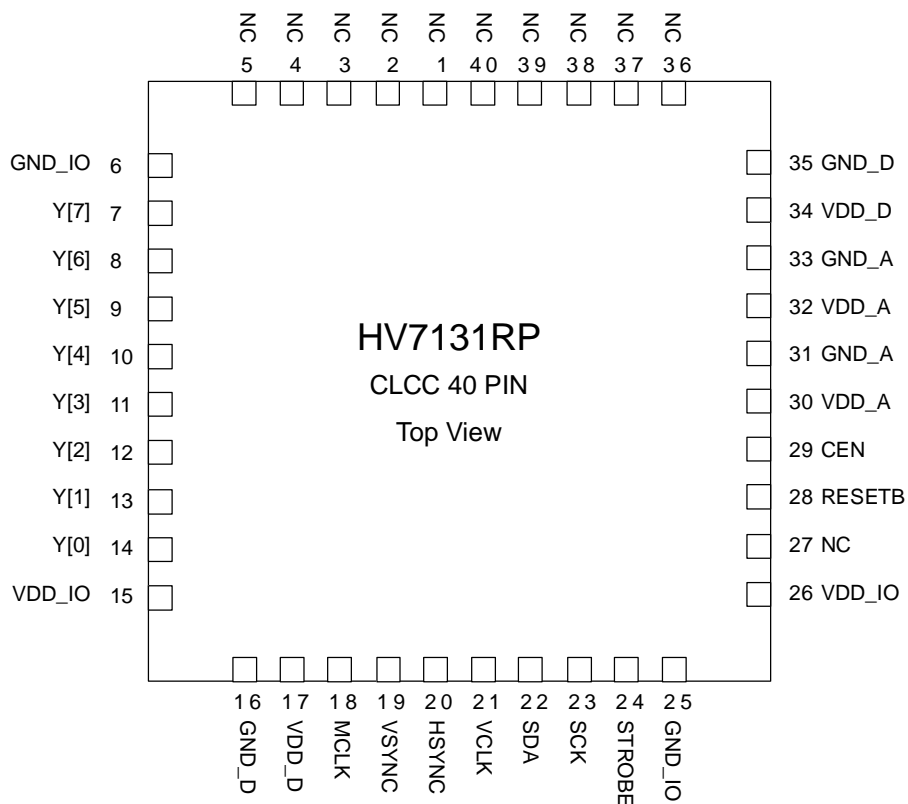 NC NC NC NC NC NC NC NC NC NC
5 4 3 2 1 40 39 38 37 36
GND_IO 6
Y[7] 7
Y[6] 8
Y[5] 9
Y[4] 10
Y[3] 11
Y[2] 12
Y[1] 13
Y[0] 14
VDD_IO 15
HV7131RP
CLCC 40 PIN
Top View
35 GND_D
34 VDD_D
33 GND_A
32 VDD_A
31 GND_A
30 VDD_A
29 CEN
28 RESETB
27 NC
26 VDD_IO
16 17 18 19 20 21 22 23 24 25
GND_D VDD_D MCLK VSYNC HSYNC VCLK SDA SCK STROBE GND_IO